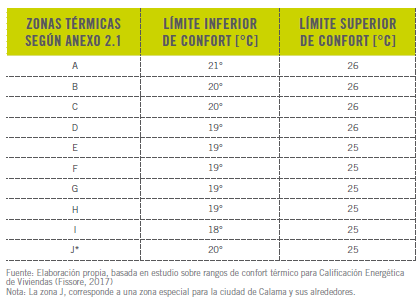 ZONAS TÉRMICAS SEGÚN ANEXO 2.1 LÍMITE INFERIOR DE CONFORT [°C] LÍMITE SUPERIOR DE CONFORT [°C]
A 21° 26
B 20° 26
C 20° 26
D 19° 26
E 19° 25
F 19° 25
G 19° 25
H 19° 25
I 18° 25
J* 20° 25
Fuente: Elaboración propia, basada en estudio sobre rangos de confort térmico para Calificación Energética
de Viviendas (Fissore, 2017)
Nota: La zona J, corresponde a una zona especial para la ciudad de Calama y sus alrededores.